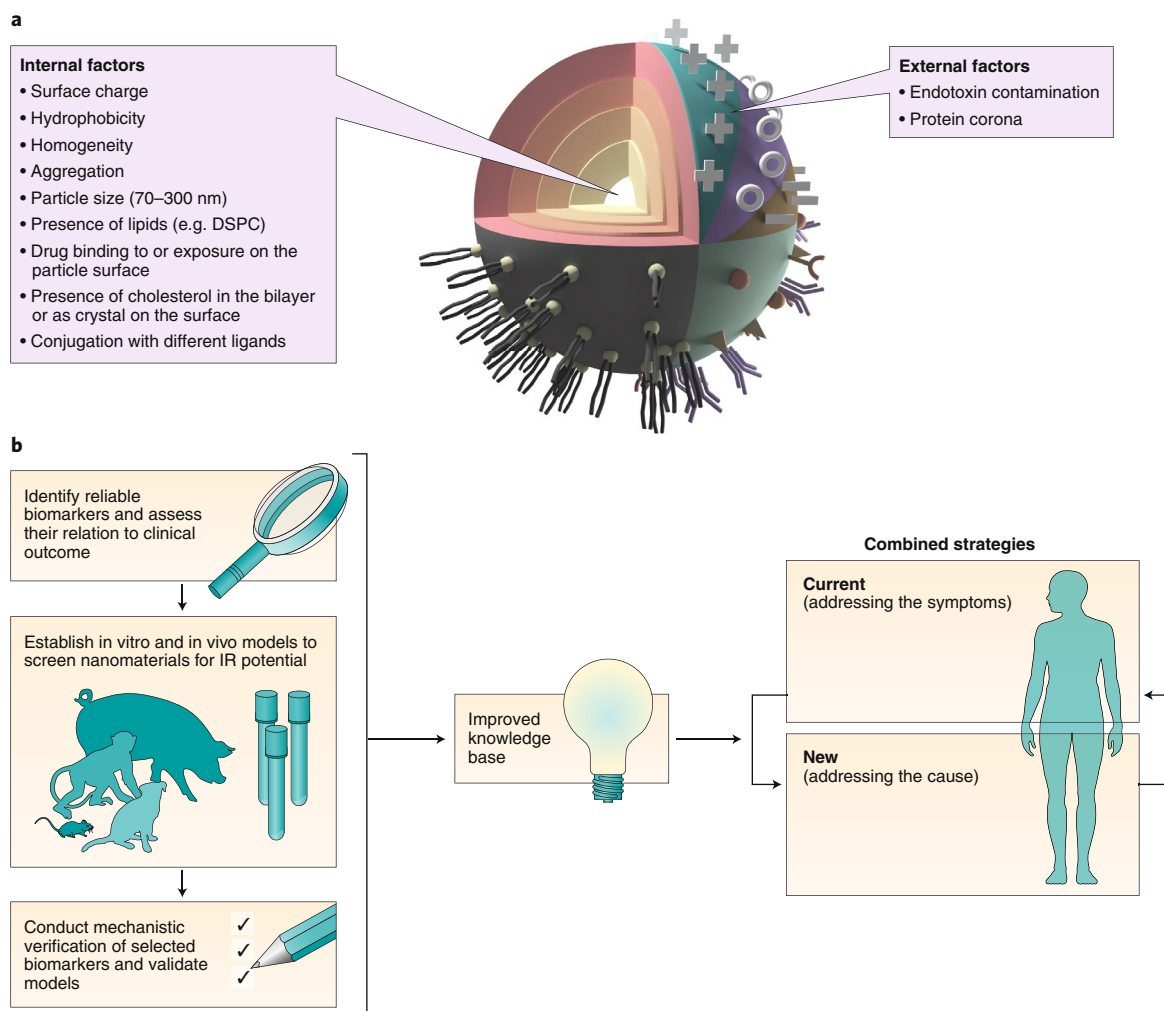 a
Internal factors
• Surface charge
• Hydrophobicity
• Homogeneity
• Aggregation
• Particle size (70–300 nm)
• Presence of lipids (e.g. DSPC)
• Drug binding to or exposure on the
particle surface
• Presence of cholesterol in the bilayer
or as crystal on the surface
• Conjugation with different ligands
External factors
• Endotoxin contamination
• Protein corona
b
Identify reliable
biomarkers and assess
their relation to clinical
outcome
Establish in vitro and in vivo models to
screen nanomaterials for IR potential
Conduct mechanistic
verification of selected
biomarkers and validate
models
Improved
knowledge
base
Combined strategies
Current
(addressing the symptoms)
New
(addressing the cause)